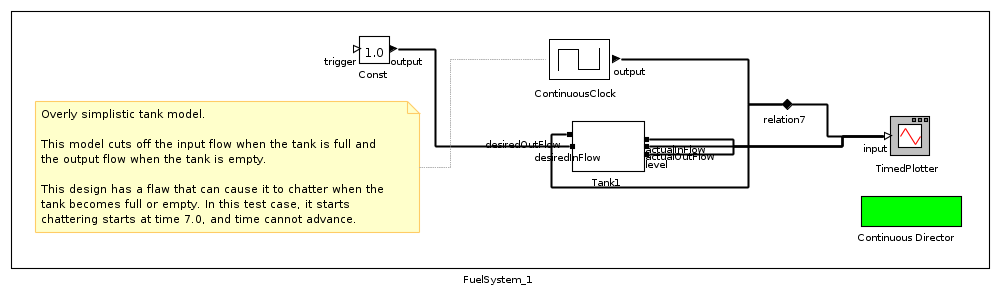 1.0
trigger
output
Const
output
ContinuousClock
relation7
input
TimedPlotter
desiredOutFlow
desiredInFlow
actualInFlow
actualOutFlow
level
Tank1
Overly simplistic tank model.
This model cuts off the input flow when the tank is full and
the output flow when the tank is empty.
This design has a flaw that can cause it to chatter when the
tank becomes full or empty. In this test case, it starts
chattering starts at time 7.0, and time cannot advance.
Continuous Director
FuelSystem_1